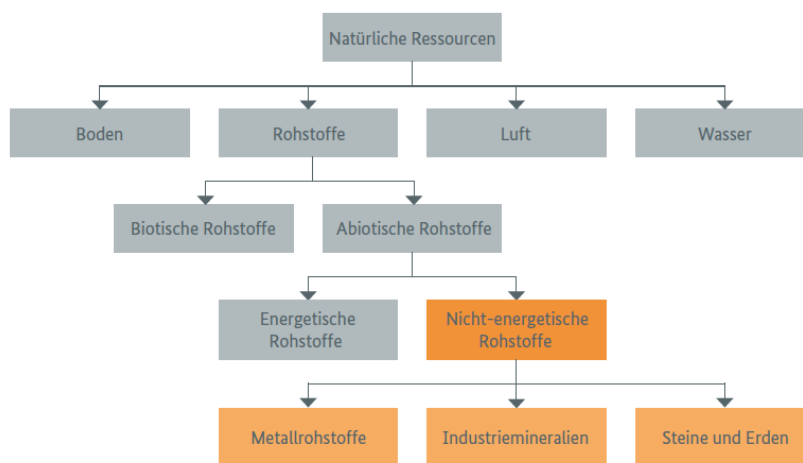 Natürliche Ressourcen
Boden
Rohstoffe
Luft
Wasser
Biotische Rohstoffe
Abiotische Rohstoffe
Energetische
Rohstoffe
Nicht-energetische
Rohstoffe
Metallrohstoffe
Industriemineralien
Steine und Erden